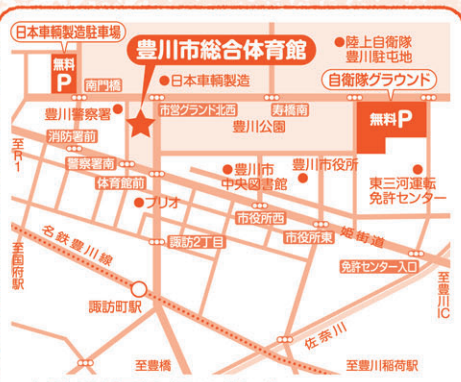 日本車輌製造駐車場
無料
P
南門橋
豊川市総合体育館
日本車輌製造
陸上自衛隊
豊川駐屯地
自衛隊グラウンド
無料P
豊川警察署
市営グランド北西
寿橋南
豊川公園
消防署前
至R1
警察署南
体育館前
プリオ
豊川市
中央図書館
豊川市役所
東三河運転
免許センター
市役所西
市役所東
姫街道
諏訪2丁目
免許センター入口
名鉄豊川線
至国府駅
諏訪町駅
佐奈川
至豊川IC
至豊橋
至豊川稲荷駅